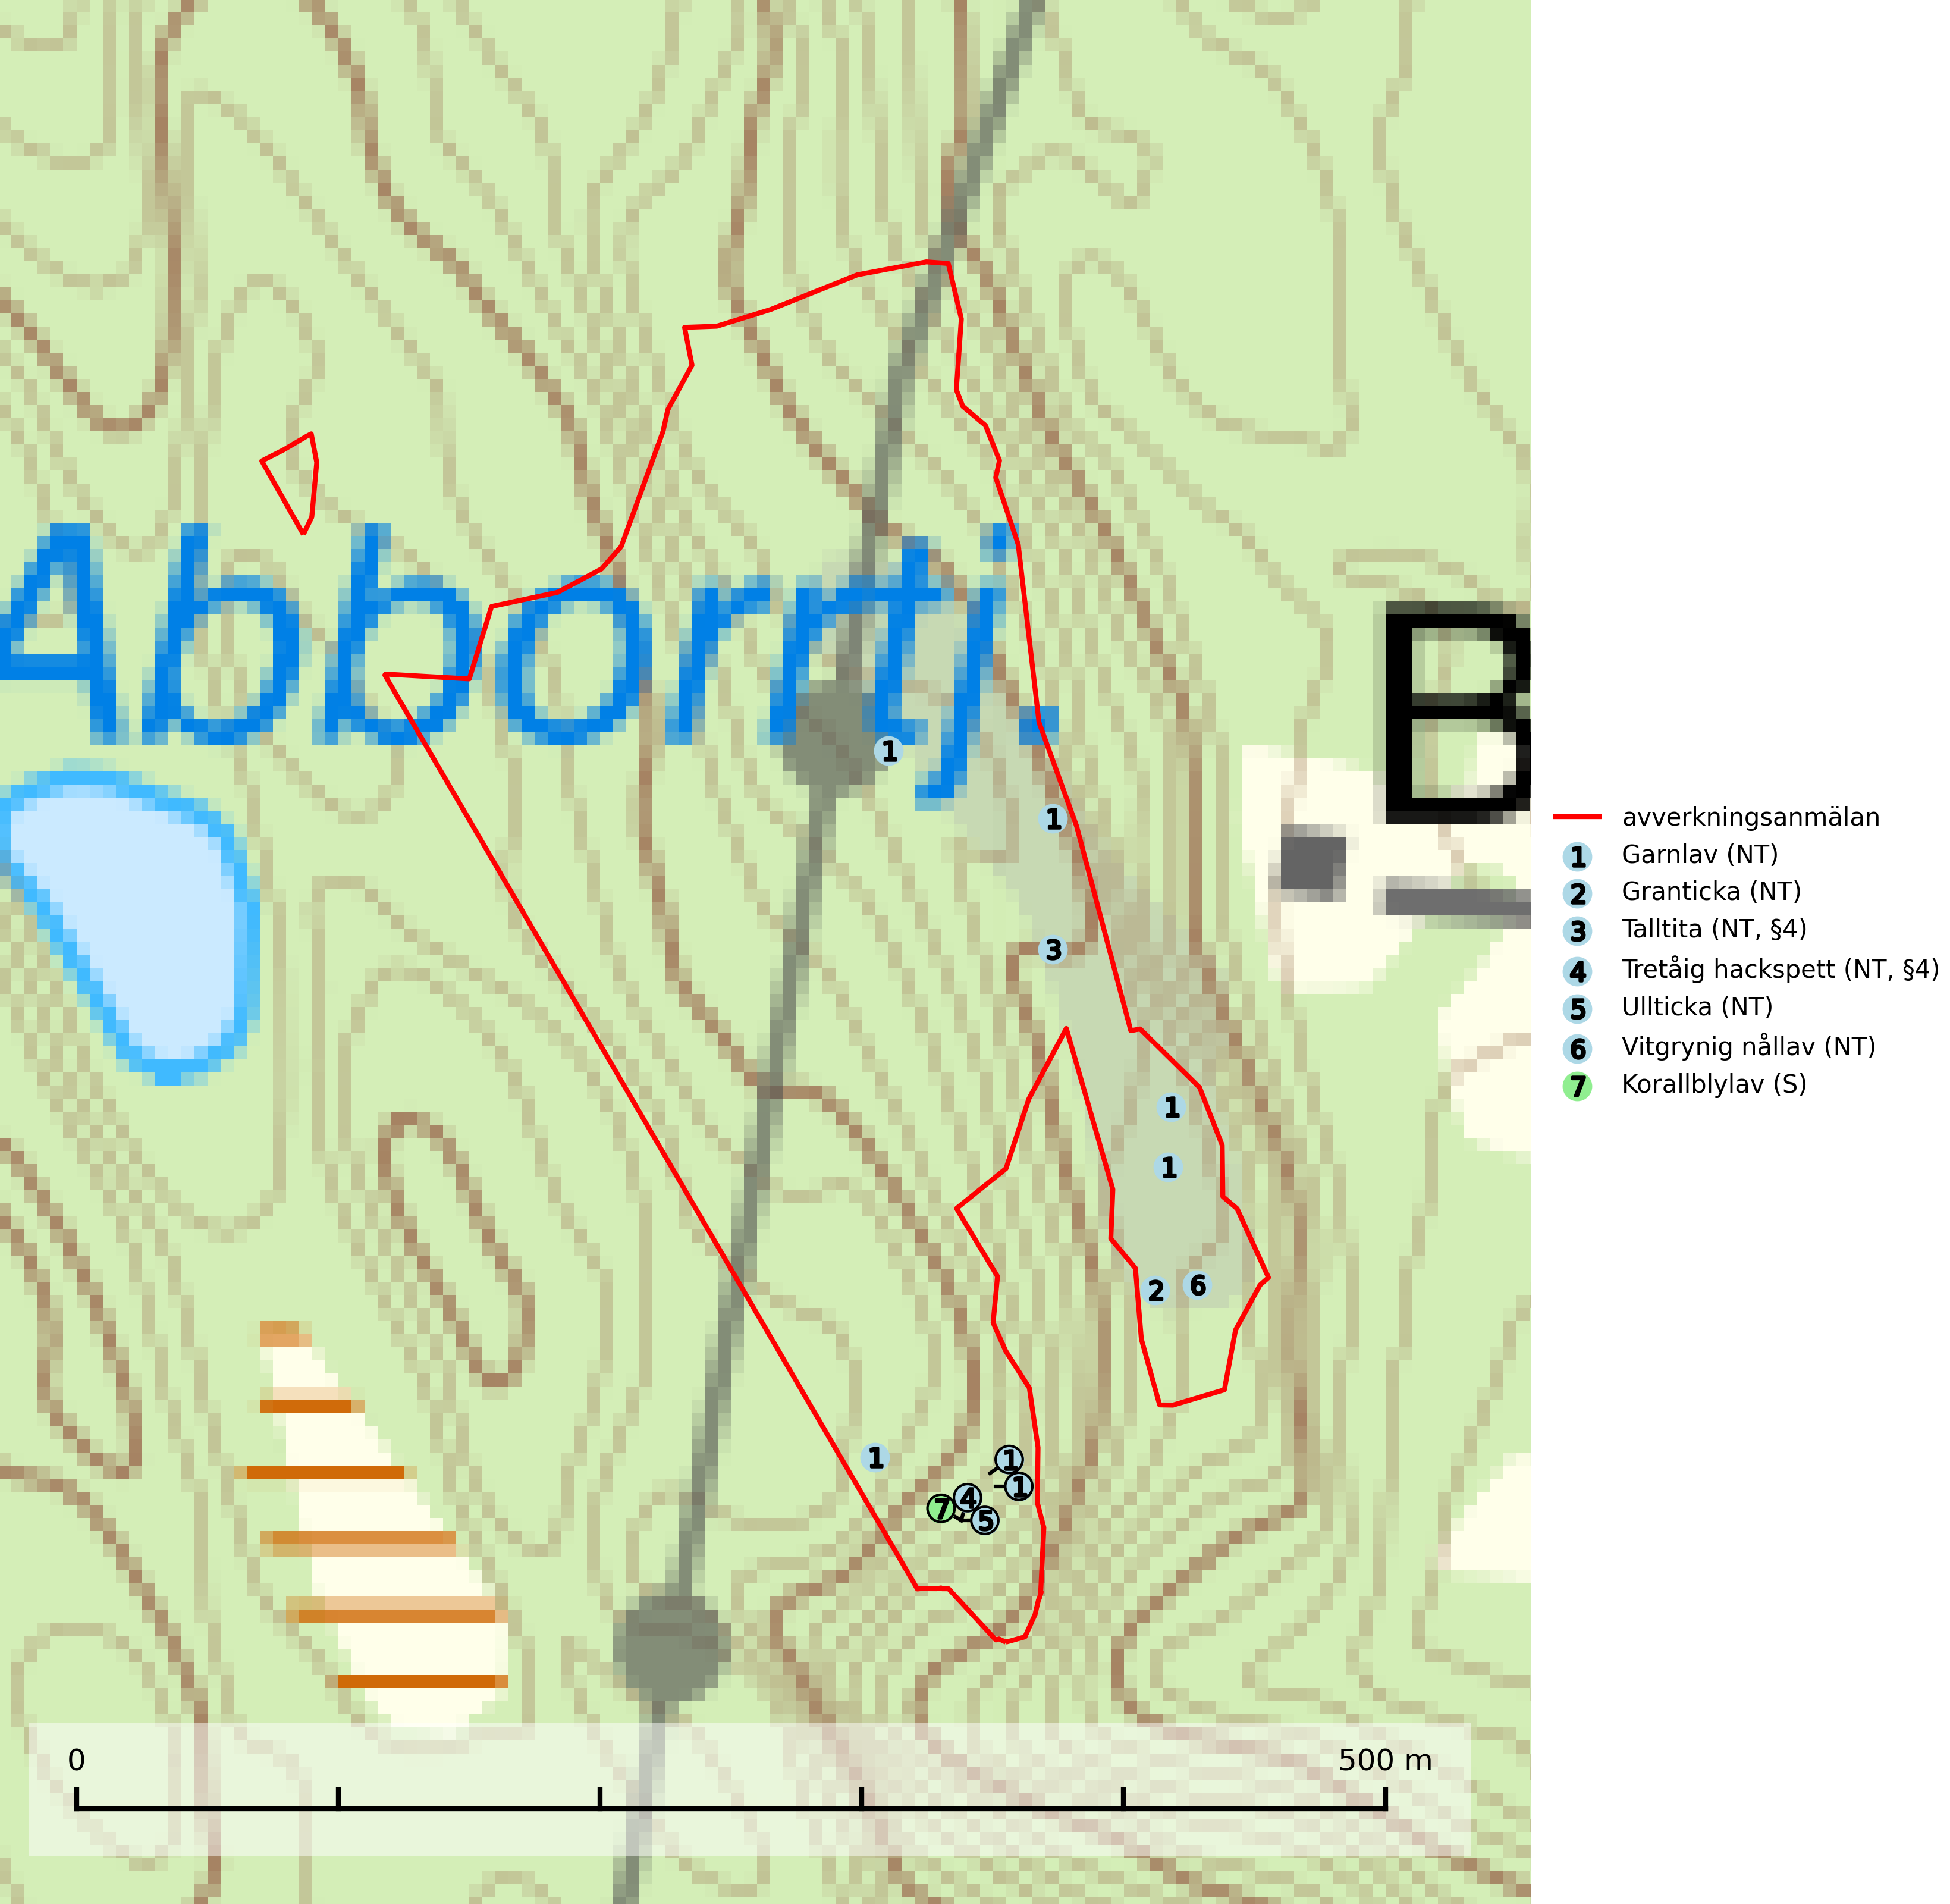 Abborrtj.
B
1
1
3
1
1
2 6
1
1
1
4
7
5
0 500 m
avverkningsanmälan
1 Garnlav (NT)
2 Granticka (NT)
3 Talltita (NT, §4)
4 Tretåig hackspett (NT, §4)
5 Ullticka (NT)
6 Vitgrynig nållav (NT)
7 Korallblylav (S)